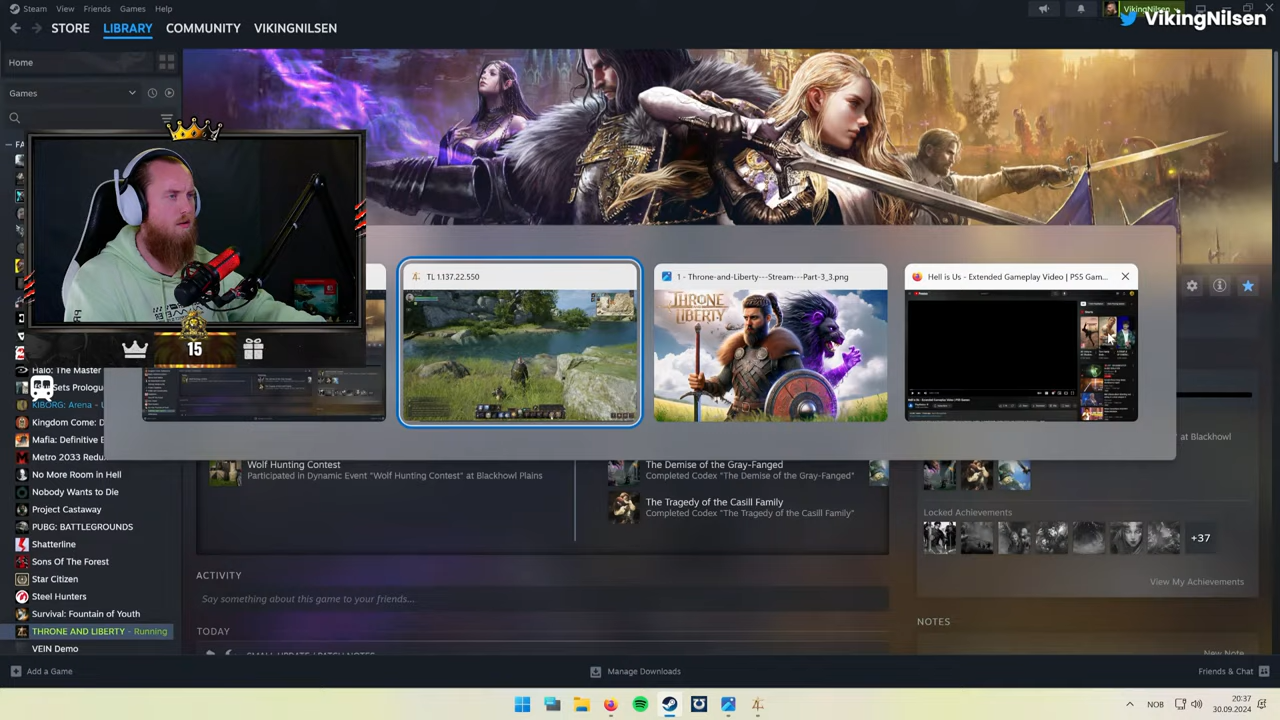 Steam View Friends Games Help
VikingNilsen
VikingNilsen
STORE LIBRARY COMMUNITY VIKINGNILSEN
Home
Games
FA
TL 1.137.22.550
1 - Throne-and-Liberty---Stream---Part-3_3.png
Hell is Us - Extended Gameplay Video | PS5 Gam...
THRONE
LIBERTY
15
Halo: The Master
Sets Prologu
KIBORG: Arena -
Kingdom Come: D
Mafia: Definitive E
Metro 2033 Redu
No More Room in Hell
Nobody Wants to Die
Project Castaway
PUBG: BATTLEGROUNDS
Shatterline
Sons Of The Forest
Star Citizen
Steel Hunters
Survival: Fountain of Youth
THRONE AND LIBERTY - Running
VEIN Demo
Wolf Hunting Contest
Participated in Dynamic Event "Wolf Hunting Contest" at Blackhowl Plains
The Demise of the Gray-Fanged
Completed Codex "The Demise of the Gray-Fanged"
The Tragedy of the Casill Family
Completed Codex "The Tragedy of the Casill Family"
at Blackhowl
Locked Achievements
+37
View My Achievements
ACTIVITY
Say something about this game to your friends...
TODAY
SMALL UPDATE / PATCH NOTES
NOTES
New Note
Add a Game
Manage Downloads
Friends & Chat
NOB
20:37
30.09.2024